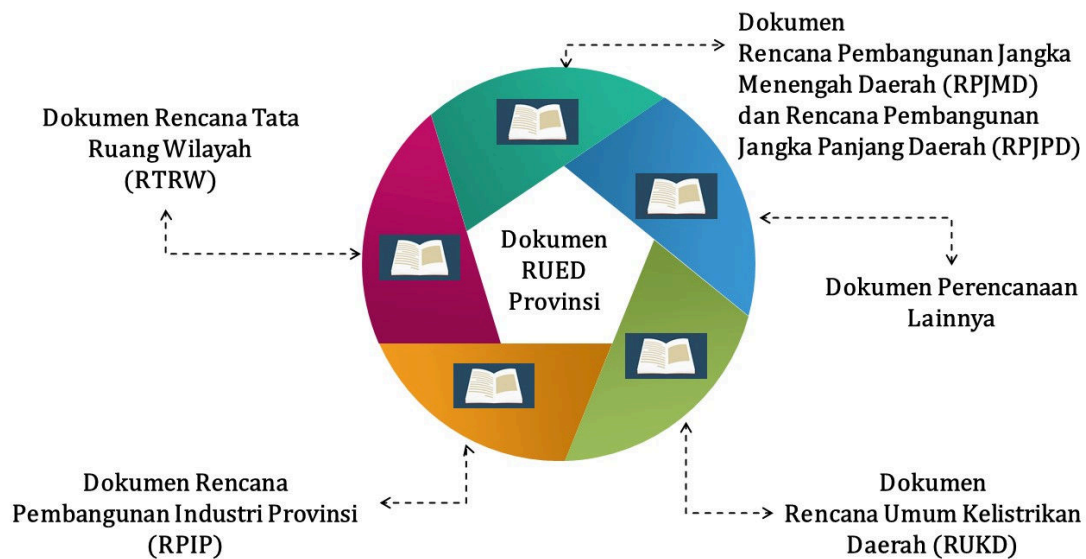 Dokumen
Rencana Pembangunan Jangka
Menengah Daerah (RPJMD)
dan Rencana Pembangunan
Jangka Panjang Daerah (RPJPD)
Dokumen Rencana Tata
Ruang Wilayah
(RTRW)
Dokumen
RUED
Provinsi
Dokumen Perencanaan
Lainnya
Dokumen Rencana
Pembangunan Industri Provinsi
(RPIP)
Dokumen
Rencana Umum Kelistrikan
Daerah (RUKD)